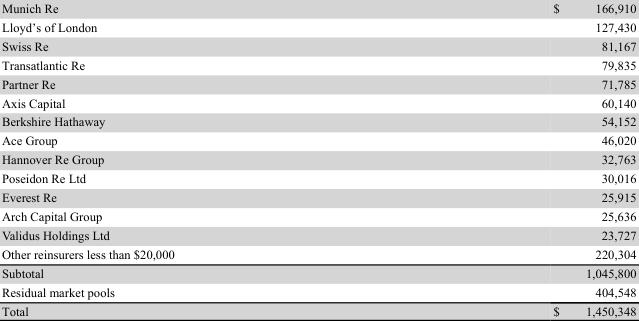 Munich Re $ 166,910
Lloyd’s of London 127,430
Swiss Re 81,167
Transatlantic Re 79,835
Partner Re 71,785
Axis Capital 60,140
Berkshire Hathaway 54,152
Ace Group 46,020
Hannover Re Group 32,763
Poseidon Re Ltd 30,016
Everest Re 25,915
Arch Capital Group 25,636
Validus Holdings Ltd 23,727
Other reinsurers less than $20,000 220,304
Subtotal 1,045,800
Residual market pools 404,548
Total $ 1,450,348